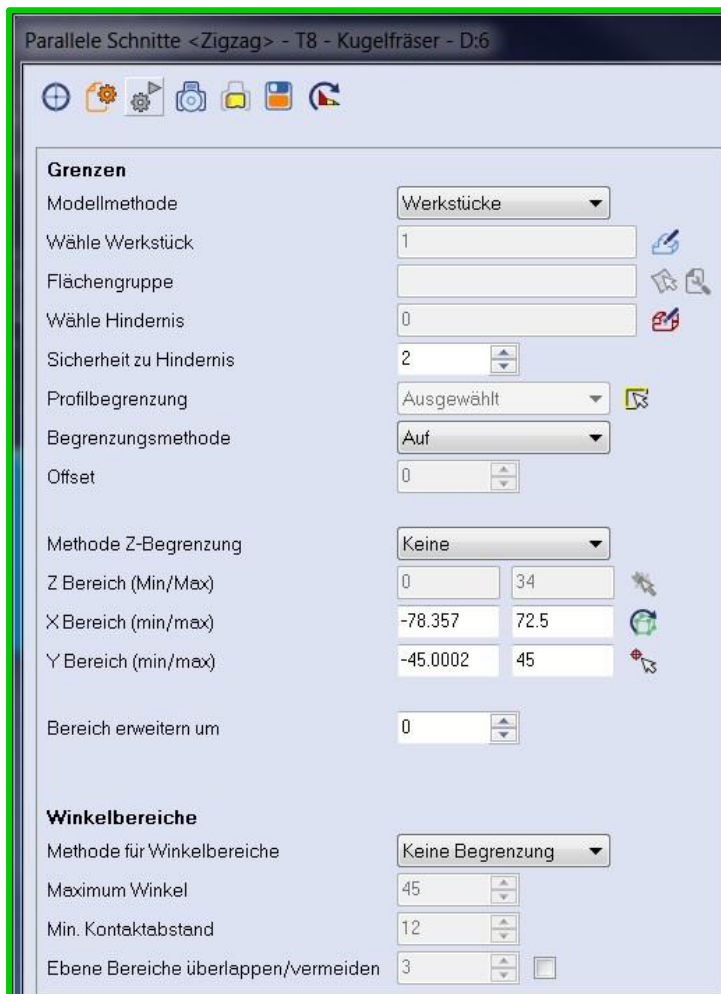 Parallele Schnitte <Zigzag> - T8 - Kugelfräser - D:6
Grenzen
Modellmethode Werkstücke
Wähle Werkstück 1
Flächengruppe
Wähle Hindernis 0
Sicherheit zu Hindernis 2
Profilbegrenzung Ausgewählt
Begrenzungsmethode Auf
Offset 0
Methode Z-Begrenzung Keine
Z Bereich (Min/Max) 0 34
X Bereich (min/max) -78.357 72.5
Y Bereich (min/max) -45.0002 45
Bereich erweitern um 0
Winkelbereiche
Methode für Winkelbereiche Keine Begrenzung
Maximum Winkel 45
Min. Kontaktabstand 12
Ebene Bereiche überlappen/vermeiden 3